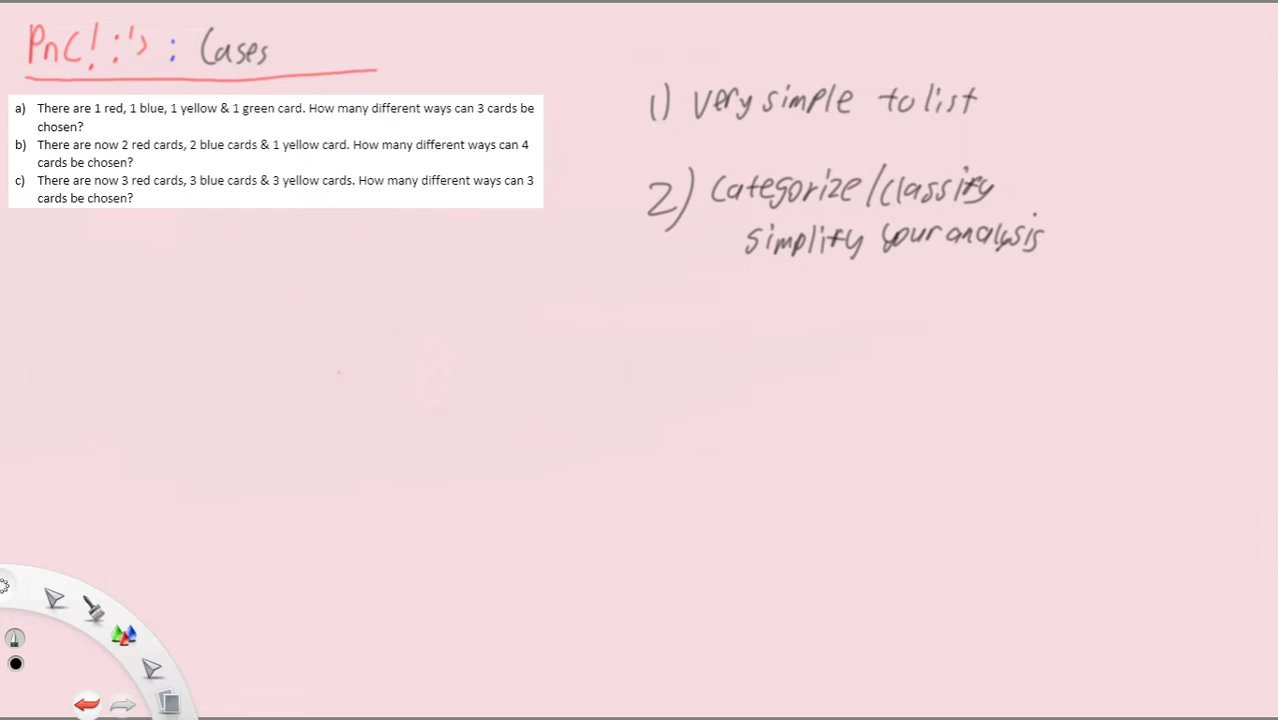 PnC! : Cases
a) There are 1 red, 1 blue, 1 yellow & 1 green card. How many different ways can 3 cards be
chosen?
b) There are now 2 red cards, 2 blue cards & 1 yellow card. How many different ways can 4
cards be chosen?
c) There are now 3 red cards, 3 blue cards & 3 yellow cards. How many different ways can 3
cards be chosen?
1) very simple to list
2) Categorize/classify
simplify your analysis